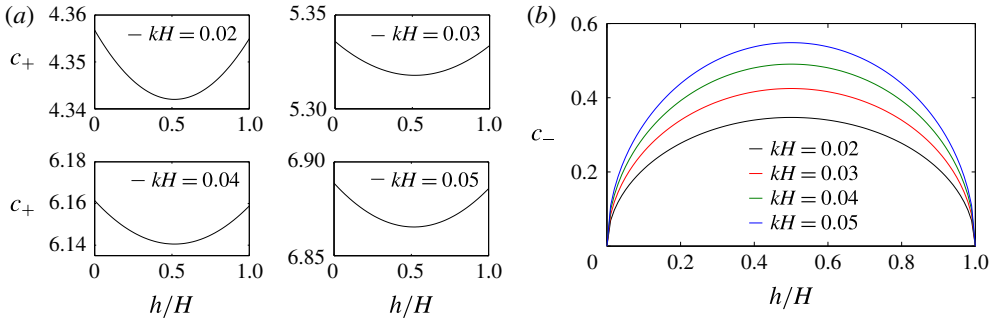 (a)
4.36
4.35
4.34
c+
– kH = 0.02
0
0.5
1.0
5.35
5.30
– kH = 0.03
0
0.5
1.0
6.18
6.16
6.14
c+
– kH = 0.04
0
0.5
1.0
h/H
6.90
6.85
– kH = 0.05
0
0.5
1.0
h/H
(b)
0.6
0.4
0.2
c−
– kH = 0.02
– kH = 0.03
– kH = 0.04
– kH = 0.05
0
0.2
0.4
0.6
0.8
1.0
h/H